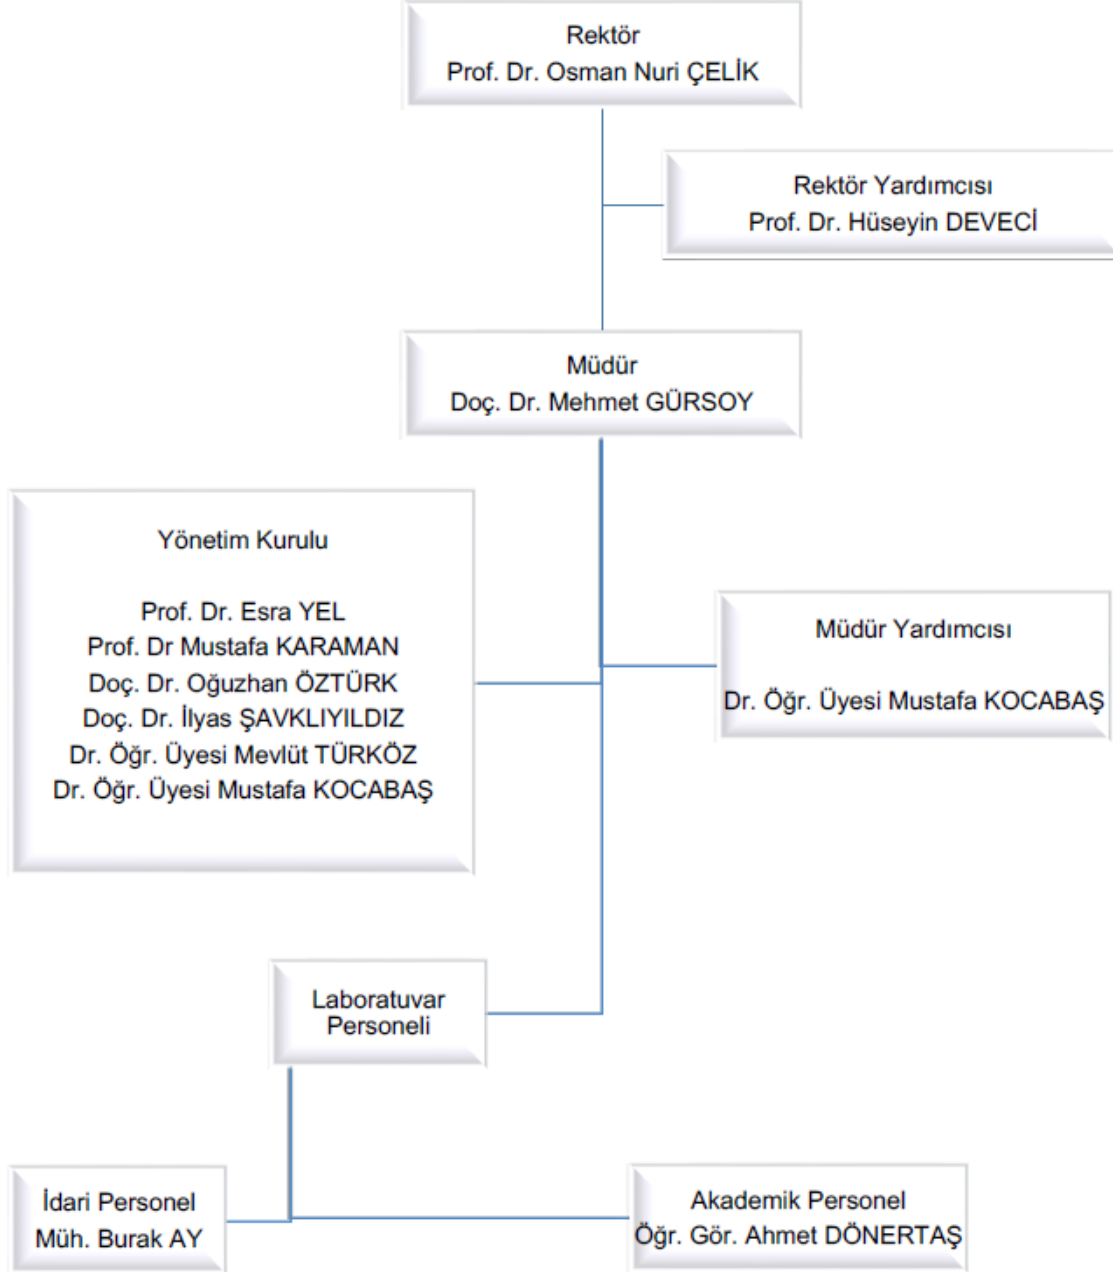 Rektör
Prof. Dr. Osman Nuri ÇELİK
Rektör Yardımcısı
Prof. Dr. Hüseyin DEVECİ
Müdür
Doç. Dr. Mehmet GÜRSOY
Yönetim Kurulu
Prof. Dr. Esra YEL
Prof. Dr Mustafa KARAMAN
Doç. Dr. Oğuzhan ÖZTÜRK
Doç. Dr. İlyas ŞAVKLIYILDIZ
Dr. Öğr. Üyesi Mevlüt TÜRKÖZ
Dr. Öğr. Üyesi Mustafa KOCABAŞ
Müdür Yardımcısı
Dr. Öğr. Üyesi Mustafa KOCABAŞ
Laboratuvar
Personeli
İdari Personel
Müh. Burak AY
Akademik Personel
Öğr. Gör. Ahmet DÖNERTAŞ